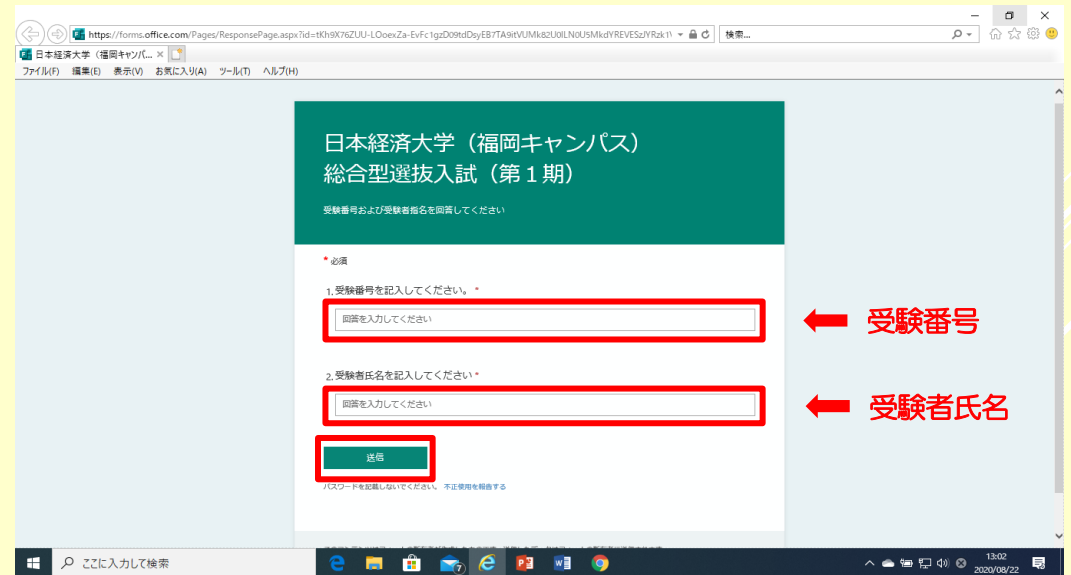 https://forms.office.com/Pages/ResponsePage.aspx?id=
検索...
日本経済大学（福岡キャンパ...
ファイル(F) 編集(E) 表示(V) お気に入り(A) ツール(T) ヘルプ(H)
日本経済大学（福岡キャンパス）
総合型選抜入試（第１期）
受験番号および受験者指名を回答してください
* 必須
1.受験番号を記入してください。 *
回答を入力してください
受験番号
2.受験者氏名を記入してください *
回答を入力してください
受験者氏名
送信
パスワードを記載しないでください。 不正使用を報告する
ここに入力して検索
7
13:02
2020/08/22